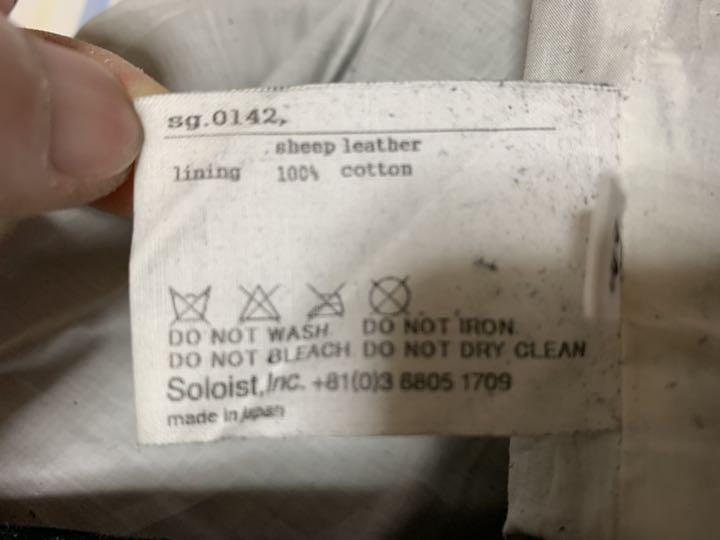 sg.0142,
sheep leather
lining 100% cotton
DO NOT WASH DO NOT IRON
DO NOT BLEACH DO NOT DRY CLEAN
Soloist,Inc. +81(0)3 6805 1709
made in japan